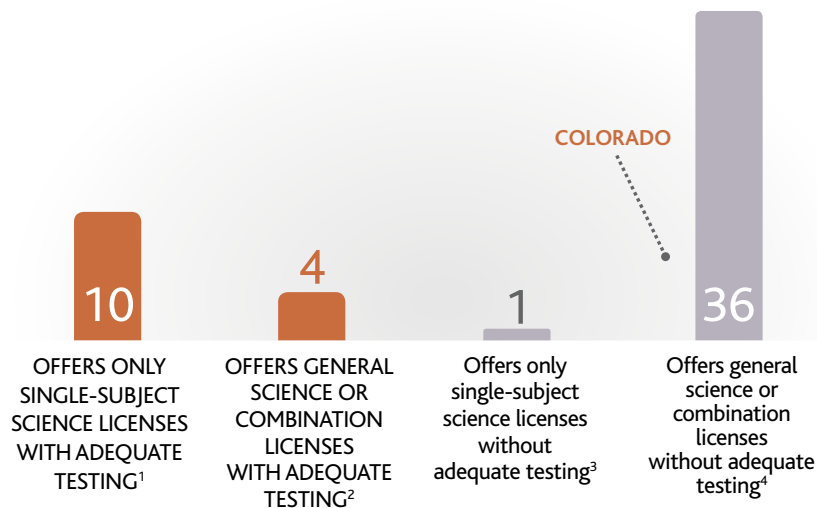 COLORADO
10
4
1
36
OFFERS ONLY
SINGLE-SUBJECT
SCIENCE LICENSES
WITH ADEQUATE
TESTING¹
OFFERS GENERAL
SCIENCE OR
COMBINATION
LICENSES
WITH ADEQUATE
TESTING²
Offers only
single-subject
science licenses
without
adequate testing³
Offers general
science or
combination
licenses
without adequate
testing⁴